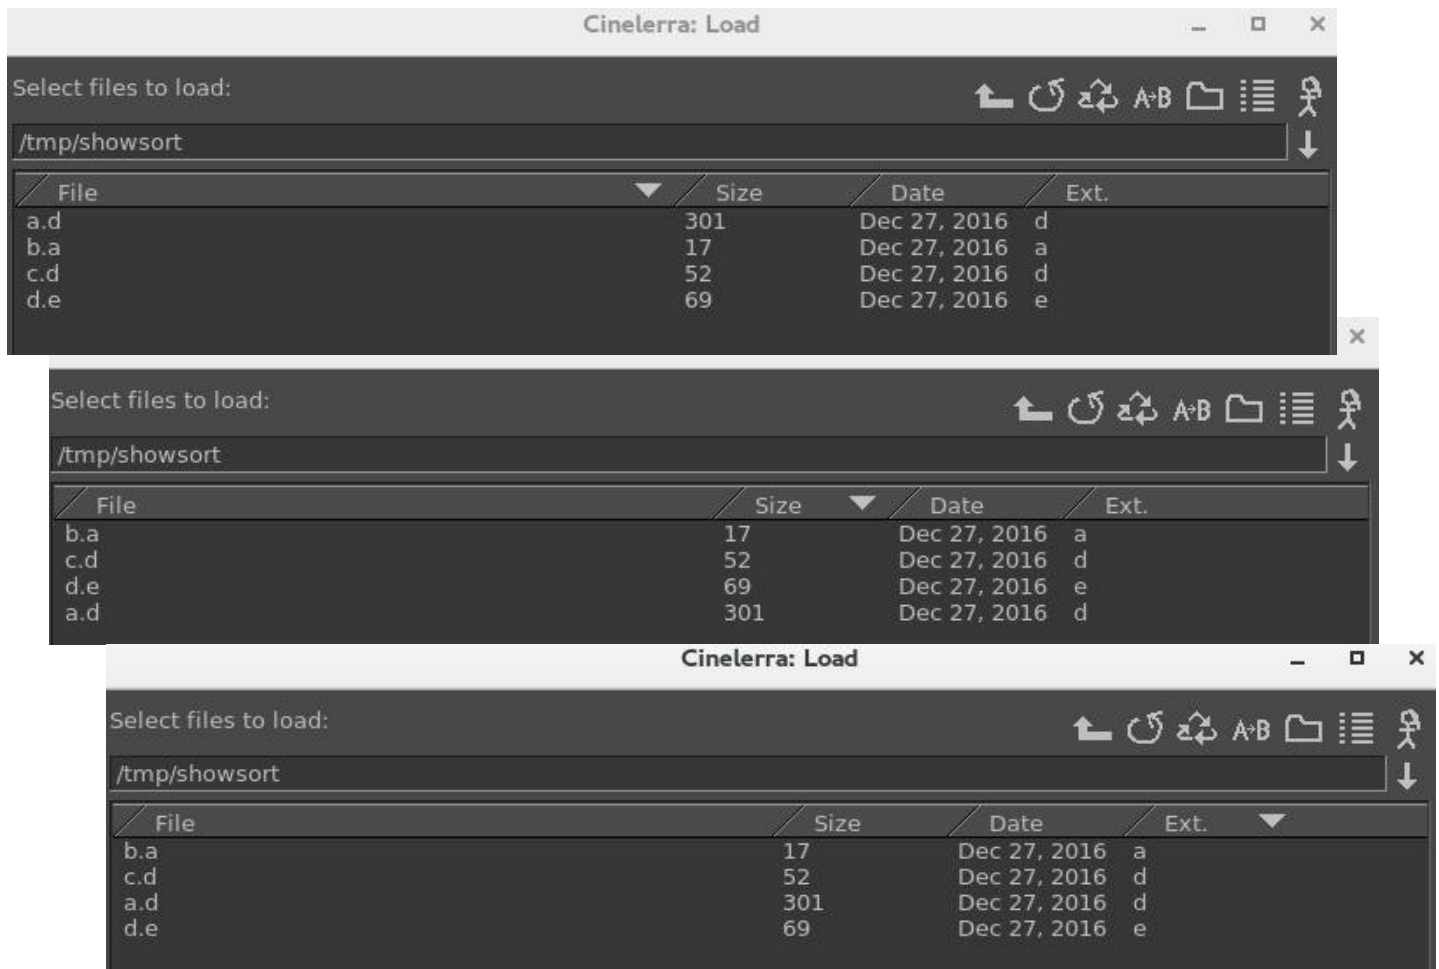 Cinelerra: Load
Select files to load:
A→B
/tmp/showsort
File Size Date Ext.
a.d 301 Dec 27, 2016 d
b.a 17 Dec 27, 2016 a
c.d 52 Dec 27, 2016 d
d.e 69 Dec 27, 2016 e
Select files to load:
A→B
/tmp/showsort
File Size Date Ext.
b.a 17 Dec 27, 2016 a
c.d 52 Dec 27, 2016 d
d.e 69 Dec 27, 2016 e
a.d 301 Dec 27, 2016 d
Cinelerra: Load
Select files to load:
A→B
/tmp/showsort
File Size Date Ext.
b.a 17 Dec 27, 2016 a
c.d 52 Dec 27, 2016 d
a.d 301 Dec 27, 2016 d
d.e 69 Dec 27, 2016 e